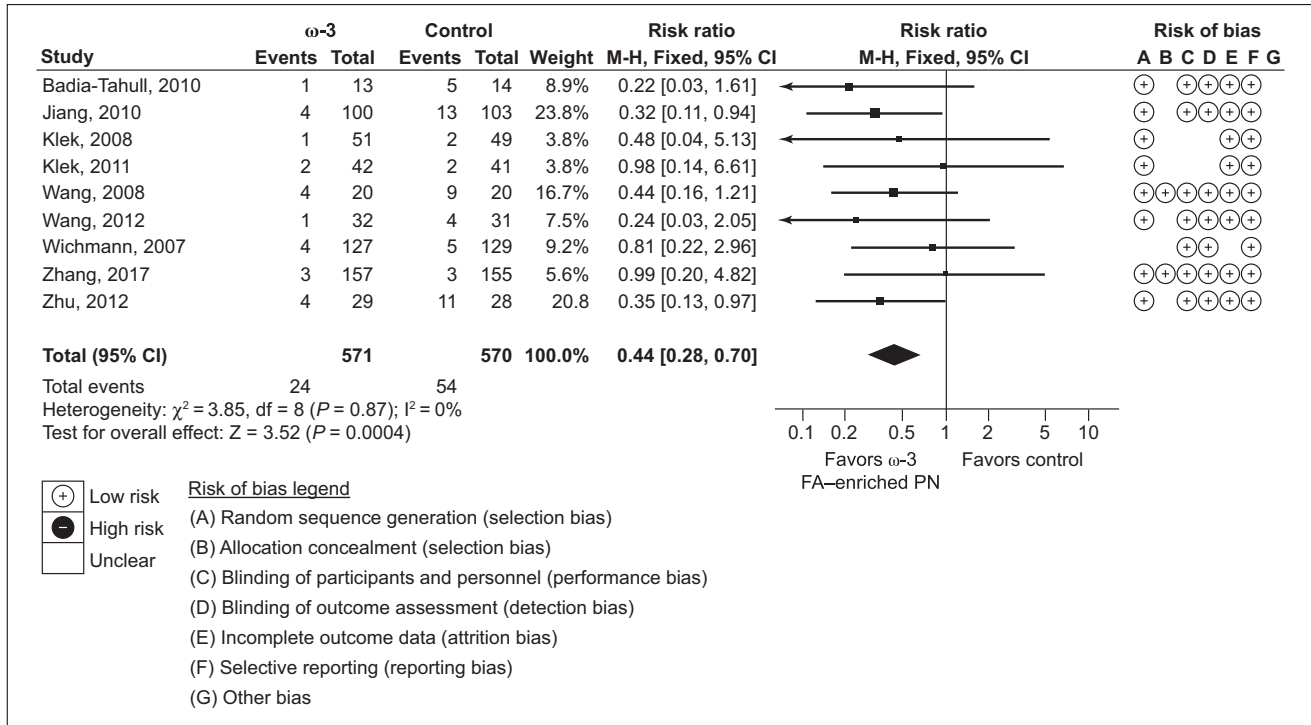 ω-3 Control Risk ratio Risk ratio Risk of bias
Study Events Total Events Total Weight M-H, Fixed, 95% CI M-H, Fixed, 95% CI A B C D E F G
Badia-Tahull, 2010 1 13 5 14 8.9% 0.22 [0.03, 1.61] + + + + +
Jiang, 2010 4 100 13 103 23.8% 0.32 [0.11, 0.94] + + + + +
Klek, 2008 1 51 2 49 3.8% 0.48 [0.04, 5.13] + + +
Klek, 2011 2 42 2 41 3.8% 0.98 [0.14, 6.61] + + +
Wang, 2008 4 20 9 20 16.7% 0.44 [0.16, 1.21] + + + + + +
Wang, 2012 1 32 4 31 7.5% 0.24 [0.03, 2.05] + + + + +
Wichmann, 2007 4 127 5 129 9.2% 0.81 [0.22, 2.96] + + +
Zhang, 2017 3 157 3 155 5.6% 0.99 [0.20, 4.82] + + + + + +
Zhu, 2012 4 29 11 28 20.8 0.35 [0.13, 0.97] + + + + +
Total (95% CI) 571 570 100.0% 0.44 [0.28, 0.70]
Total events 24 54
Heterogeneity: χ² = 3.85, df = 8 (P = 0.87); I² = 0%
Test for overall effect: Z = 3.52 (P = 0.0004)
0.1 0.2 0.5 1 2 5 10
Favors ω-3 Favors control
FA–enriched PN
+ Low risk
− High risk
Unclear
Risk of bias legend
(A) Random sequence generation (selection bias)
(B) Allocation concealment (selection bias)
(C) Blinding of participants and personnel (performance bias)
(D) Blinding of outcome assessment (detection bias)
(E) Incomplete outcome data (attrition bias)
(F) Selective reporting (reporting bias)
(G) Other bias